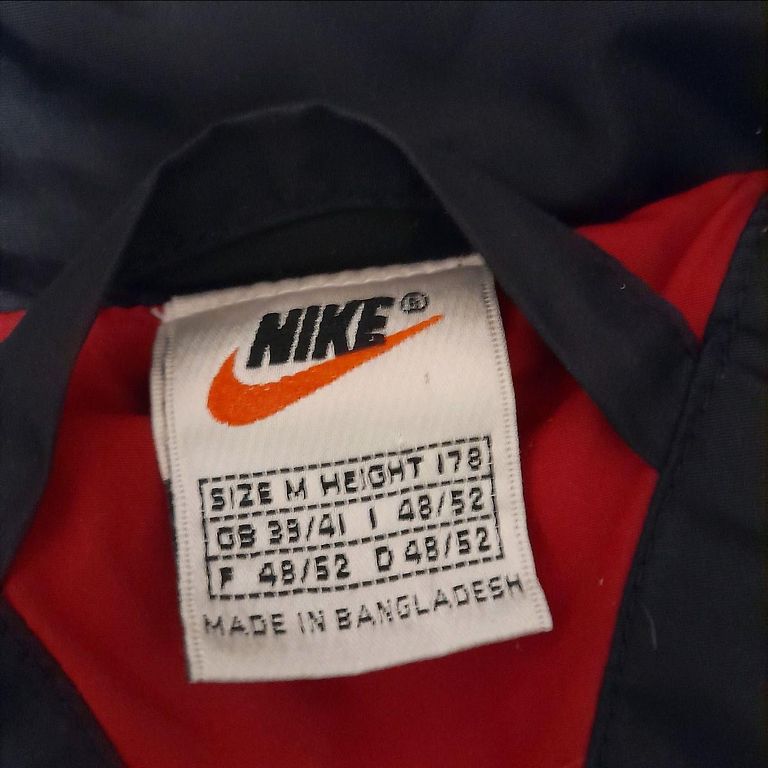 NIKE®
SIZE M HEIGHT 178
GB 39/41 I 48/52
F 48/52 D 48/52
MADE IN BANGLADESH